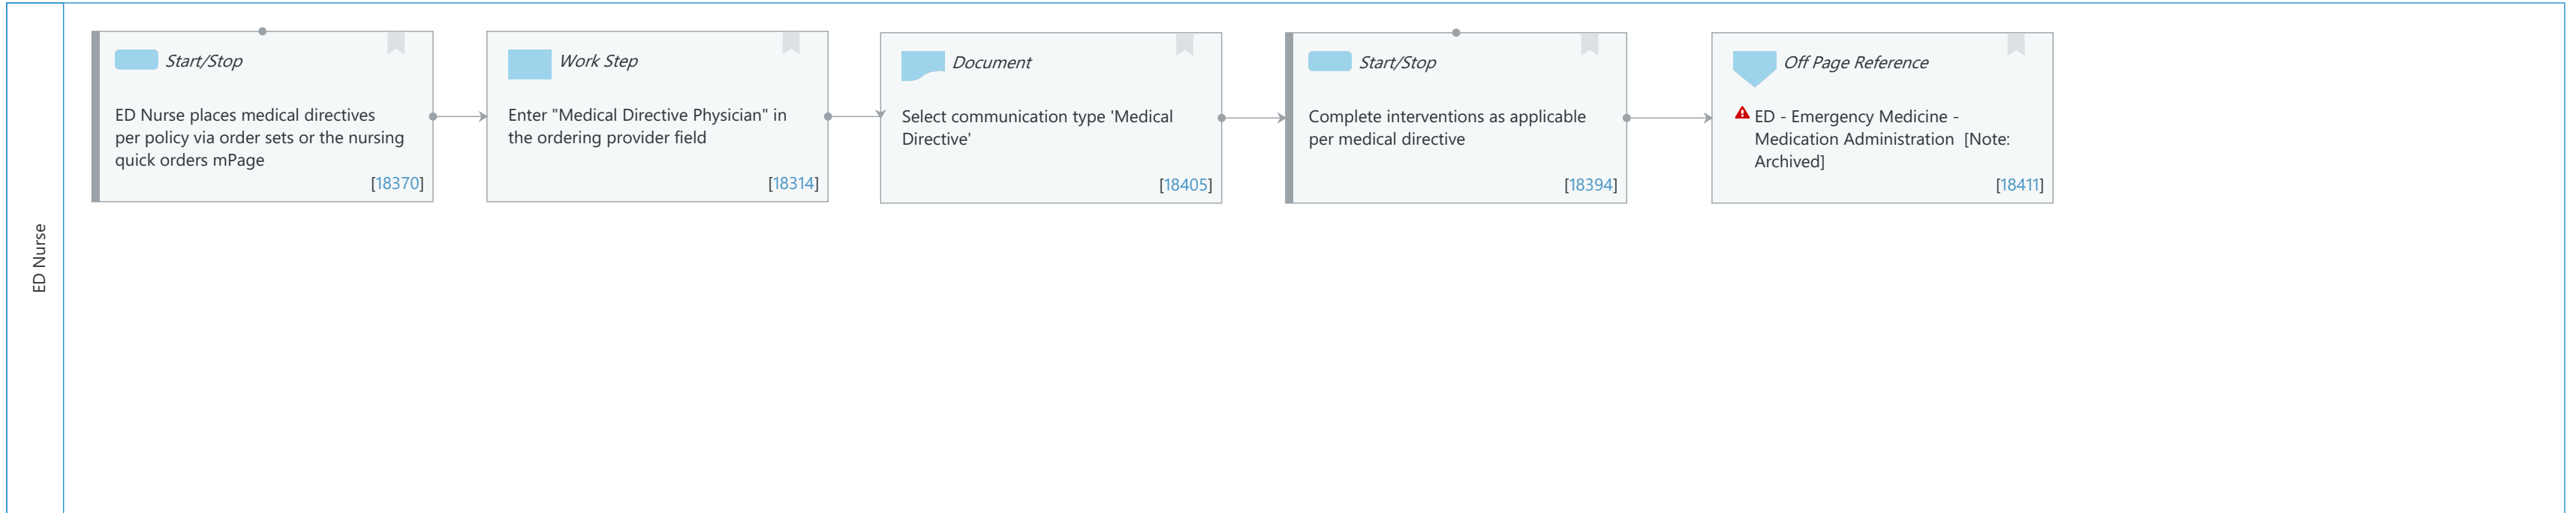 ED Nurse
Start/Stop
ED Nurse places medical directives
per policy via order sets or the nursing
quick orders mPage
[18370]
Work Step
Enter "Medical Directive Physician" in
the ordering provider field
[18314]
Document
Select communication type 'Medical
Directive'
[18405]
Start/Stop
Complete interventions as applicable
per medical directive
[18394]
Off Page Reference
ED - Emergency Medicine -
Medication Administration  [Note:
Archived]
[18411]